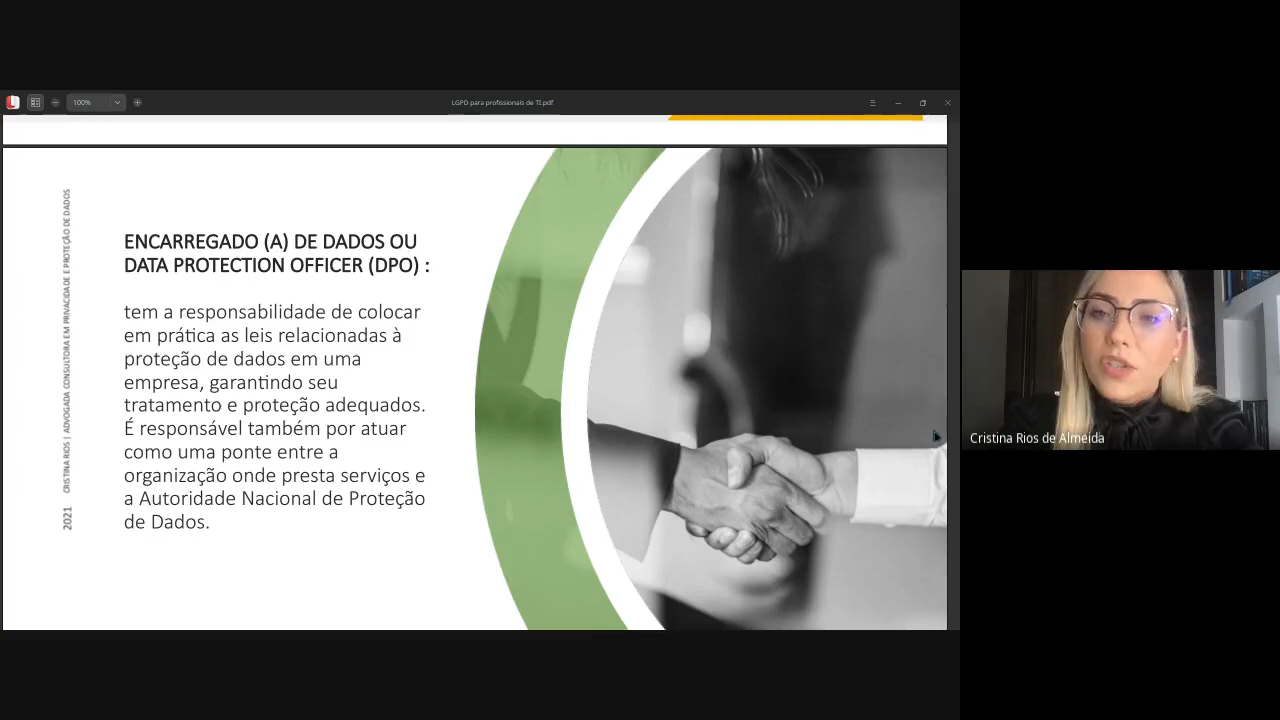 100%
LGPD para profissionais de TI.pdf
2021 CRISTINA RIOS | ADVOGADA CONSULTORA EM PRIVACIDADE E PROTEÇÃO DE DADOS
ENCARREGADO (A) DE DADOS OU
DATA PROTECTION OFFICER (DPO) :
tem a responsabilidade de colocar
em prática as leis relacionadas à
proteção de dados em uma
empresa, garantindo seu
tratamento e proteção adequados.
É responsável também por atuar
como uma ponte entre a
organização onde presta serviços e
a Autoridade Nacional de Proteção
de Dados.
Cristina Rios de Almeida